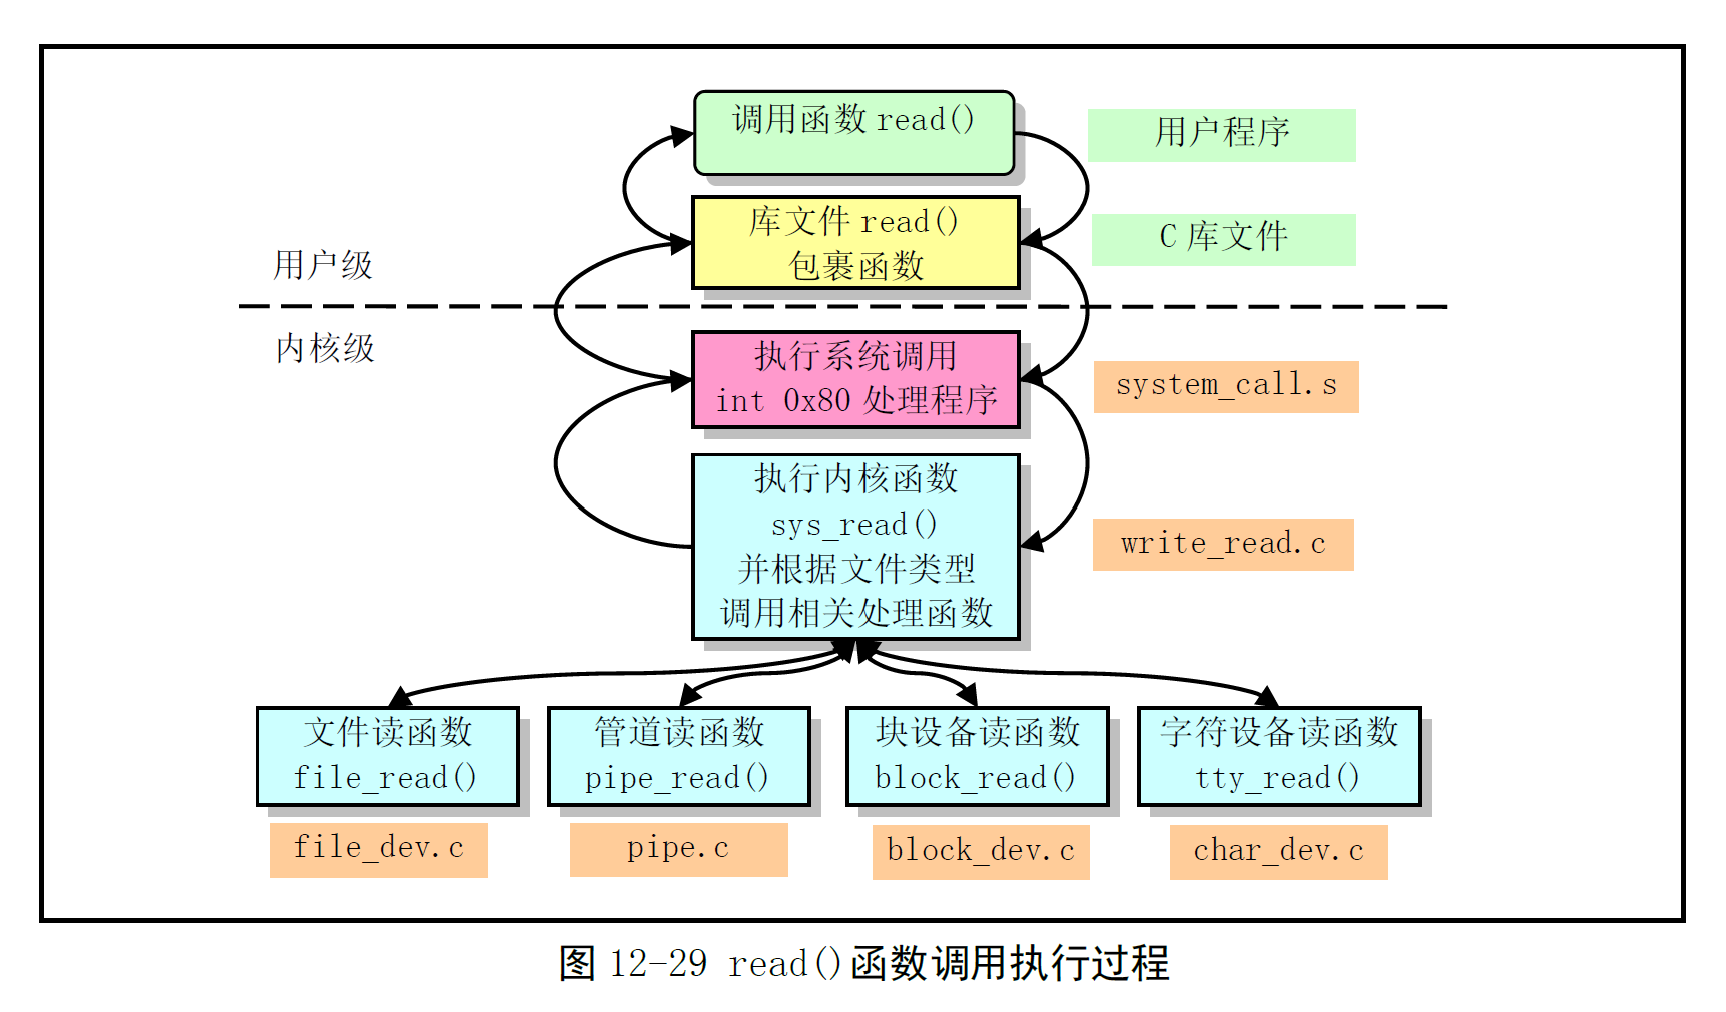 调用函数 read()
用户程序
库文件 read()
包裹函数
C 库文件
用户级
内核级
执行系统调用
int 0x80 处理程序
system_call.s
执行内核函数
sys_read()
并根据文件类型
调用相关处理函数
write_read.c
文件读函数
file_read()
管道读函数
pipe_read()
块设备读函数
block_read()
字符设备读函数
tty_read()
file_dev.c
pipe.c
block_dev.c
char_dev.c
图 12-29 read()函数调用执行过程